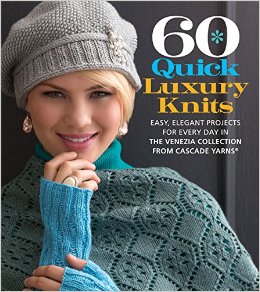 60*
Quick
Luxury
Knits
EASY, ELEGANT PROJECTS
FOR EVERY DAY IN
THE VENEZIA COLLECTION
FROM CASCADE YARNS®